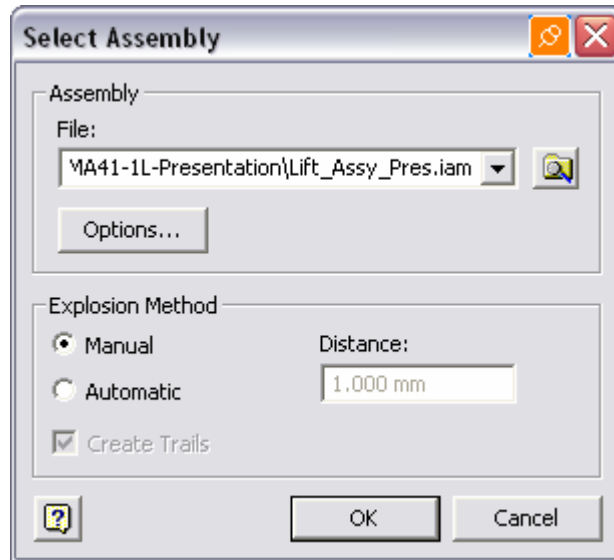 Select Assembly
Assembly
File:
MA41-1L-Presentation\Lift_Assy_Pres.iam
Options...
Explosion Method
Manual
Distance:
Automatic
1.000 mm
Create Trails
OK
Cancel